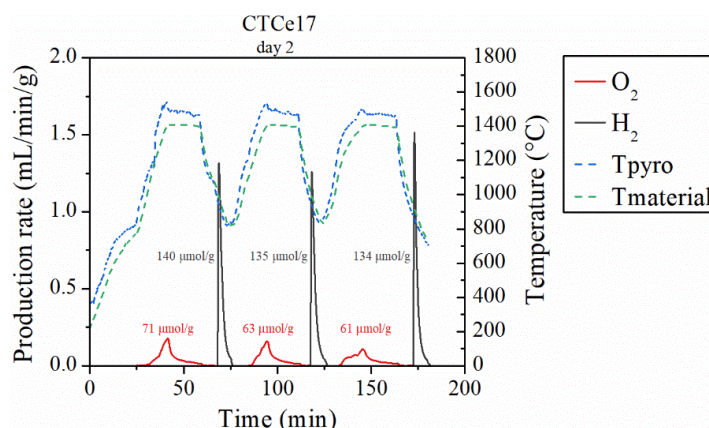 CTCe17
day 2
Production rate (mL/min/g)
2.0
1.5
1.0
0.5
0.0
140 µmol/g
135 µmol/g
134 µmol/g
71 µmol/g
63 µmol/g
61 µmol/g
1800
1600
1400
1200
1000
800
600
400
200
0
Temperature (°C)
0
50
100
150
200
Time (min)
O₂
H₂
Tpyro
Tmaterial